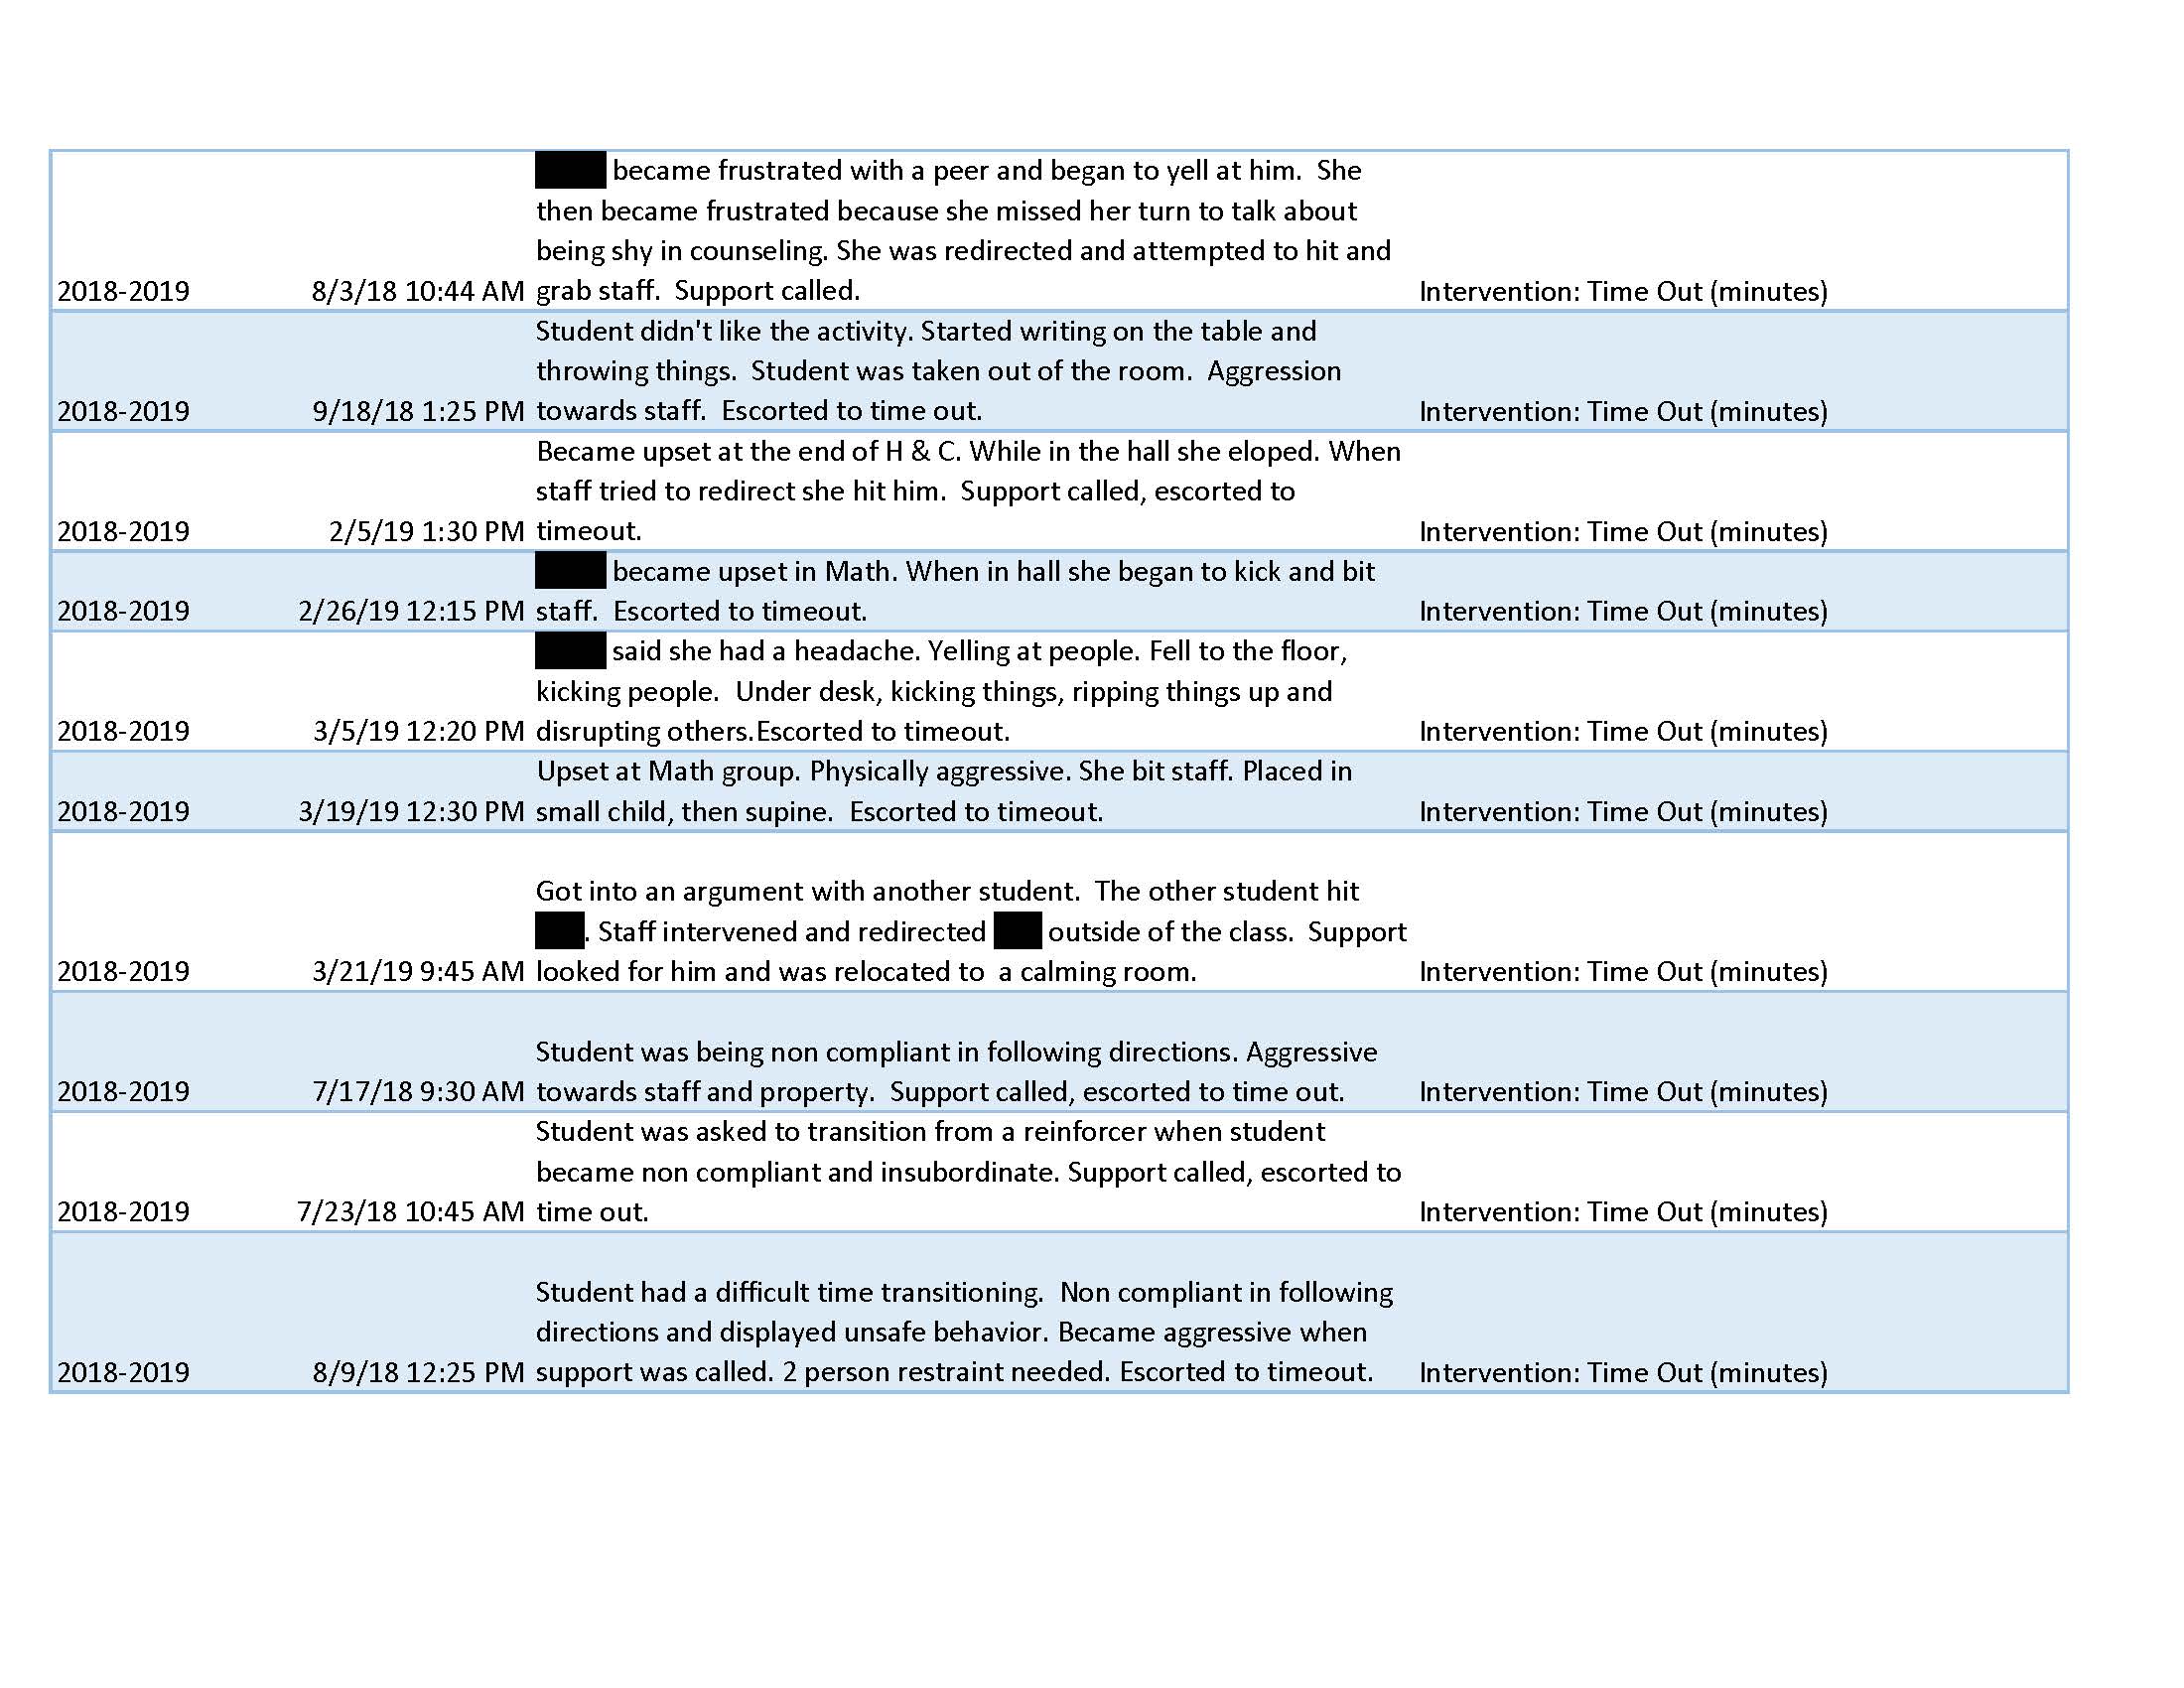 became frustrated with a peer and began to yell at him.  She
then became frustrated because she missed her turn to talk about
being shy in counseling. She was redirected and attempted to hit and
2018-2019 8/3/18 10:44 AM grab staff.  Support called. Intervention: Time Out (minutes)
Student didn't like the activity. Started writing on the table and
throwing things.  Student was taken out of the room.  Aggression
2018-2019 9/18/18 1:25 PM towards staff.  Escorted to time out. Intervention: Time Out (minutes)
Became upset at the end of H & C. While in the hall she eloped. When
staff tried to redirect she hit him.  Support called, escorted to
2018-2019 2/5/19 1:30 PM timeout. Intervention: Time Out (minutes)
became upset in Math. When in hall she began to kick and bit
2018-2019 2/26/19 12:15 PM staff.  Escorted to timeout. Intervention: Time Out (minutes)
said she had a headache. Yelling at people. Fell to the floor,
kicking people.  Under desk, kicking things, ripping things up and
2018-2019 3/5/19 12:20 PM disrupting others.Escorted to timeout. Intervention: Time Out (minutes)
Upset at Math group. Physically aggressive. She bit staff. Placed in
2018-2019 3/19/19 12:30 PM small child, then supine.  Escorted to timeout. Intervention: Time Out (minutes)
Got into an argument with another student.  The other student hit
. Staff intervened and redirected outside of the class.  Support
2018-2019 3/21/19 9:45 AM looked for him and was relocated to  a calming room. Intervention: Time Out (minutes)
Student was being non compliant in following directions. Aggressive
2018-2019 7/17/18 9:30 AM towards staff and property.  Support called, escorted to time out. Intervention: Time Out (minutes)
Student was asked to transition from a reinforcer when student
became non compliant and insubordinate. Support called, escorted to
2018-2019 7/23/18 10:45 AM time out. Intervention: Time Out (minutes)
Student had a difficult time transitioning.  Non compliant in following
directions and displayed unsafe behavior. Became aggressive when
2018-2019 8/9/18 12:25 PM support was called. 2 person restraint needed. Escorted to timeout. Intervention: Time Out (minutes)